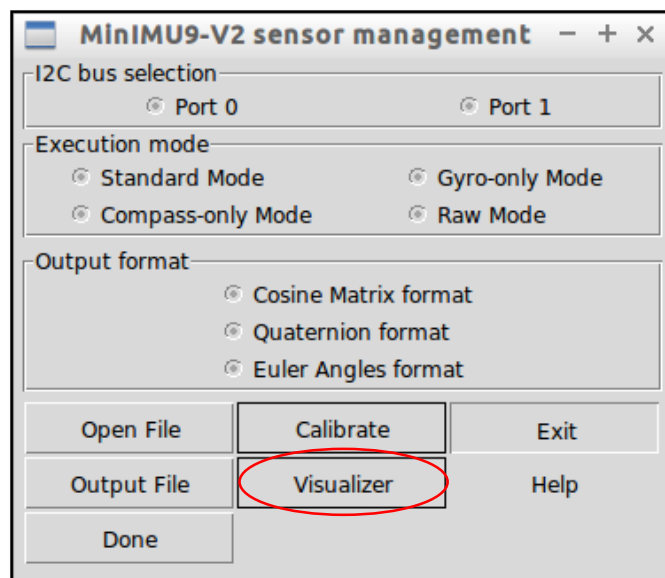 MinIMU9-V2 sensor management
I2C bus selection
Port 0 Port 1
Execution mode
Standard Mode Gyro-only Mode
Compass-only Mode Raw Mode
Output format
Cosine Matrix format
Quaternion format
Euler Angles format
Open File Calibrate Exit
Output File Visualizer Help
Done